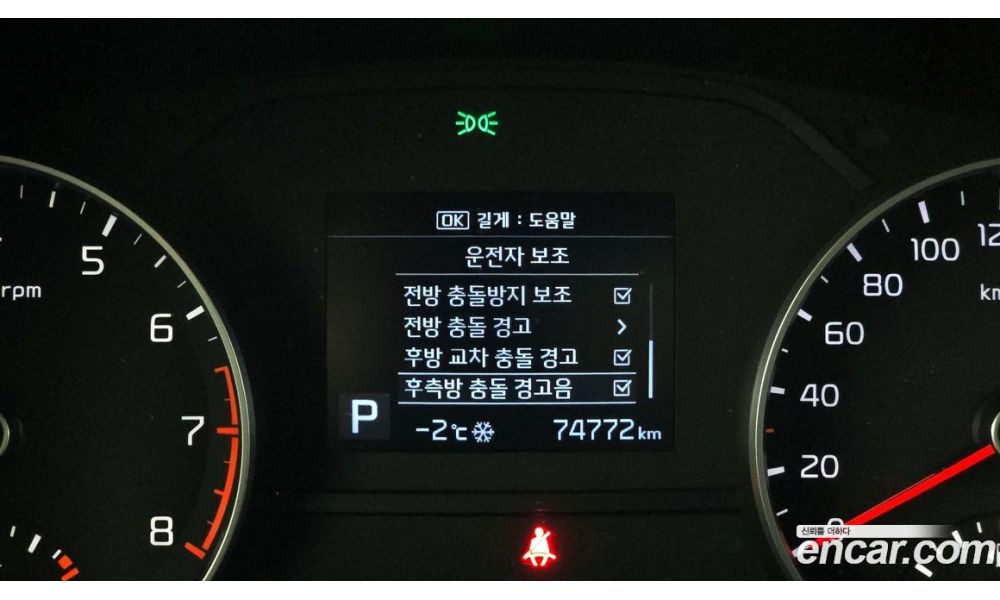 OK 길게 : 도움말
운전자 보조
전방 충돌방지 보조
전방 충돌 경고
후방 교차 충돌 경고
후측방 충돌 경고음
P
-2℃
74772km
rpm
5
6
7
8
100
80
60
40
20
0
신뢰를 더하다
encar.com